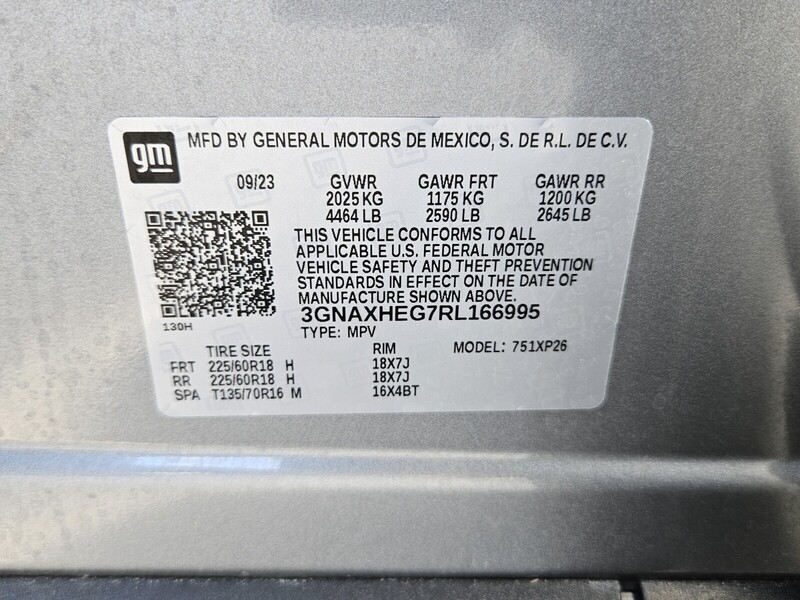 gm MFD BY GENERAL MOTORS DE MEXICO, S. DE R.L. DE C.V.
09/23 GVWR GAWR FRT GAWR RR
2025 KG 1175 KG 1200 KG
4464 LB 2590 LB 2645 LB
THIS VEHICLE CONFORMS TO ALL
APPLICABLE U.S. FEDERAL MOTOR
VEHICLE SAFETY AND THEFT PREVENTION
STANDARDS IN EFFECT ON THE DATE OF
MANUFACTURE SHOWN ABOVE.
3GNAXHEG7RL166995
130H
TYPE: MPV
TIRE SIZE RIM MODEL: 751XP26
FRT 225/60R18 H 18X7J
RR 225/60R18 H 18X7J
SPA T135/70R16 M 16X4BT